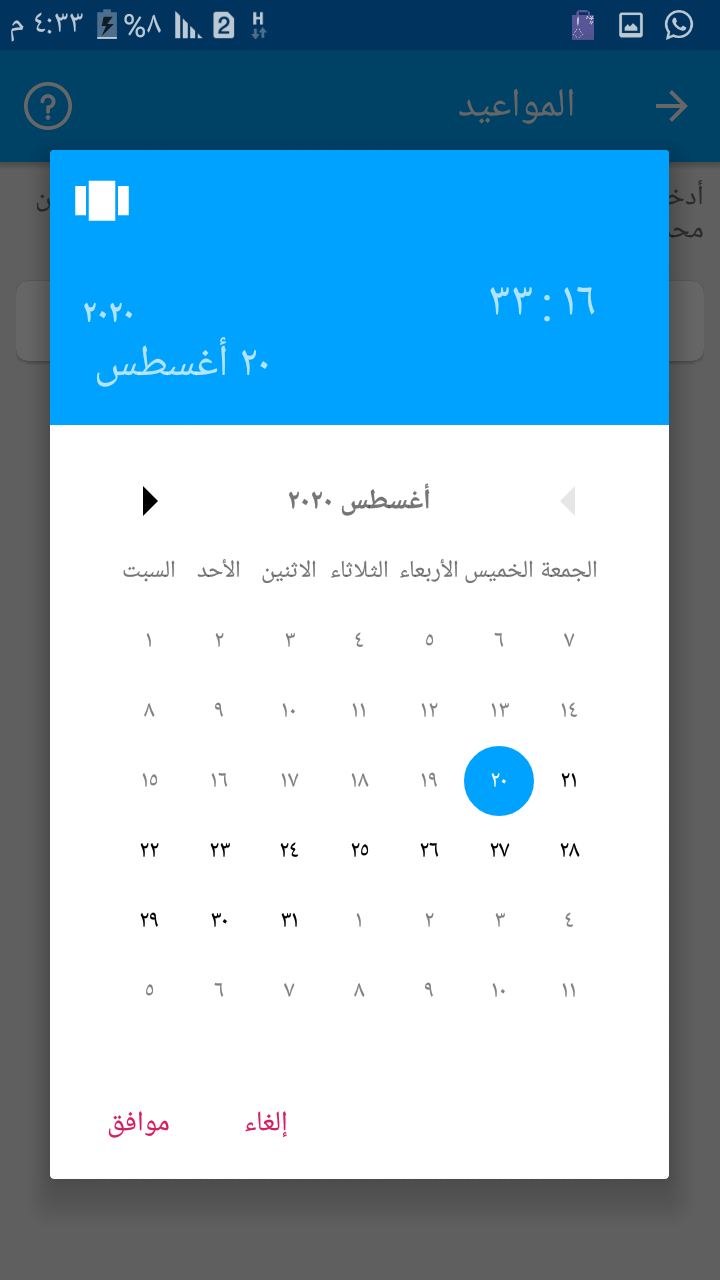 ٤:٣٣ م ٨% 2 H
المواعيد
١٦ : ٣٣
٢٠٢٠
٢٠ أغسطس
أغسطس ٢٠٢٠
السبت الأحد الاثنين الثلاثاء الأربعاء الخميس الجمعة
١ ٢ ٣ ٤ ٥ ٦ ٧
٨ ٩ ١٠ ١١ ١٢ ١٣ ١٤
١٥ ١٦ ١٧ ١٨ ١٩ ٢٠ ٢١
٢٢ ٢٣ ٢٤ ٢٥ ٢٦ ٢٧ ٢٨
٢٩ ٣٠ ٣١ ١ ٢ ٣ ٤
٥ ٦ ٧ ٨ ٩ ١٠ ١١
إلغاء موافق